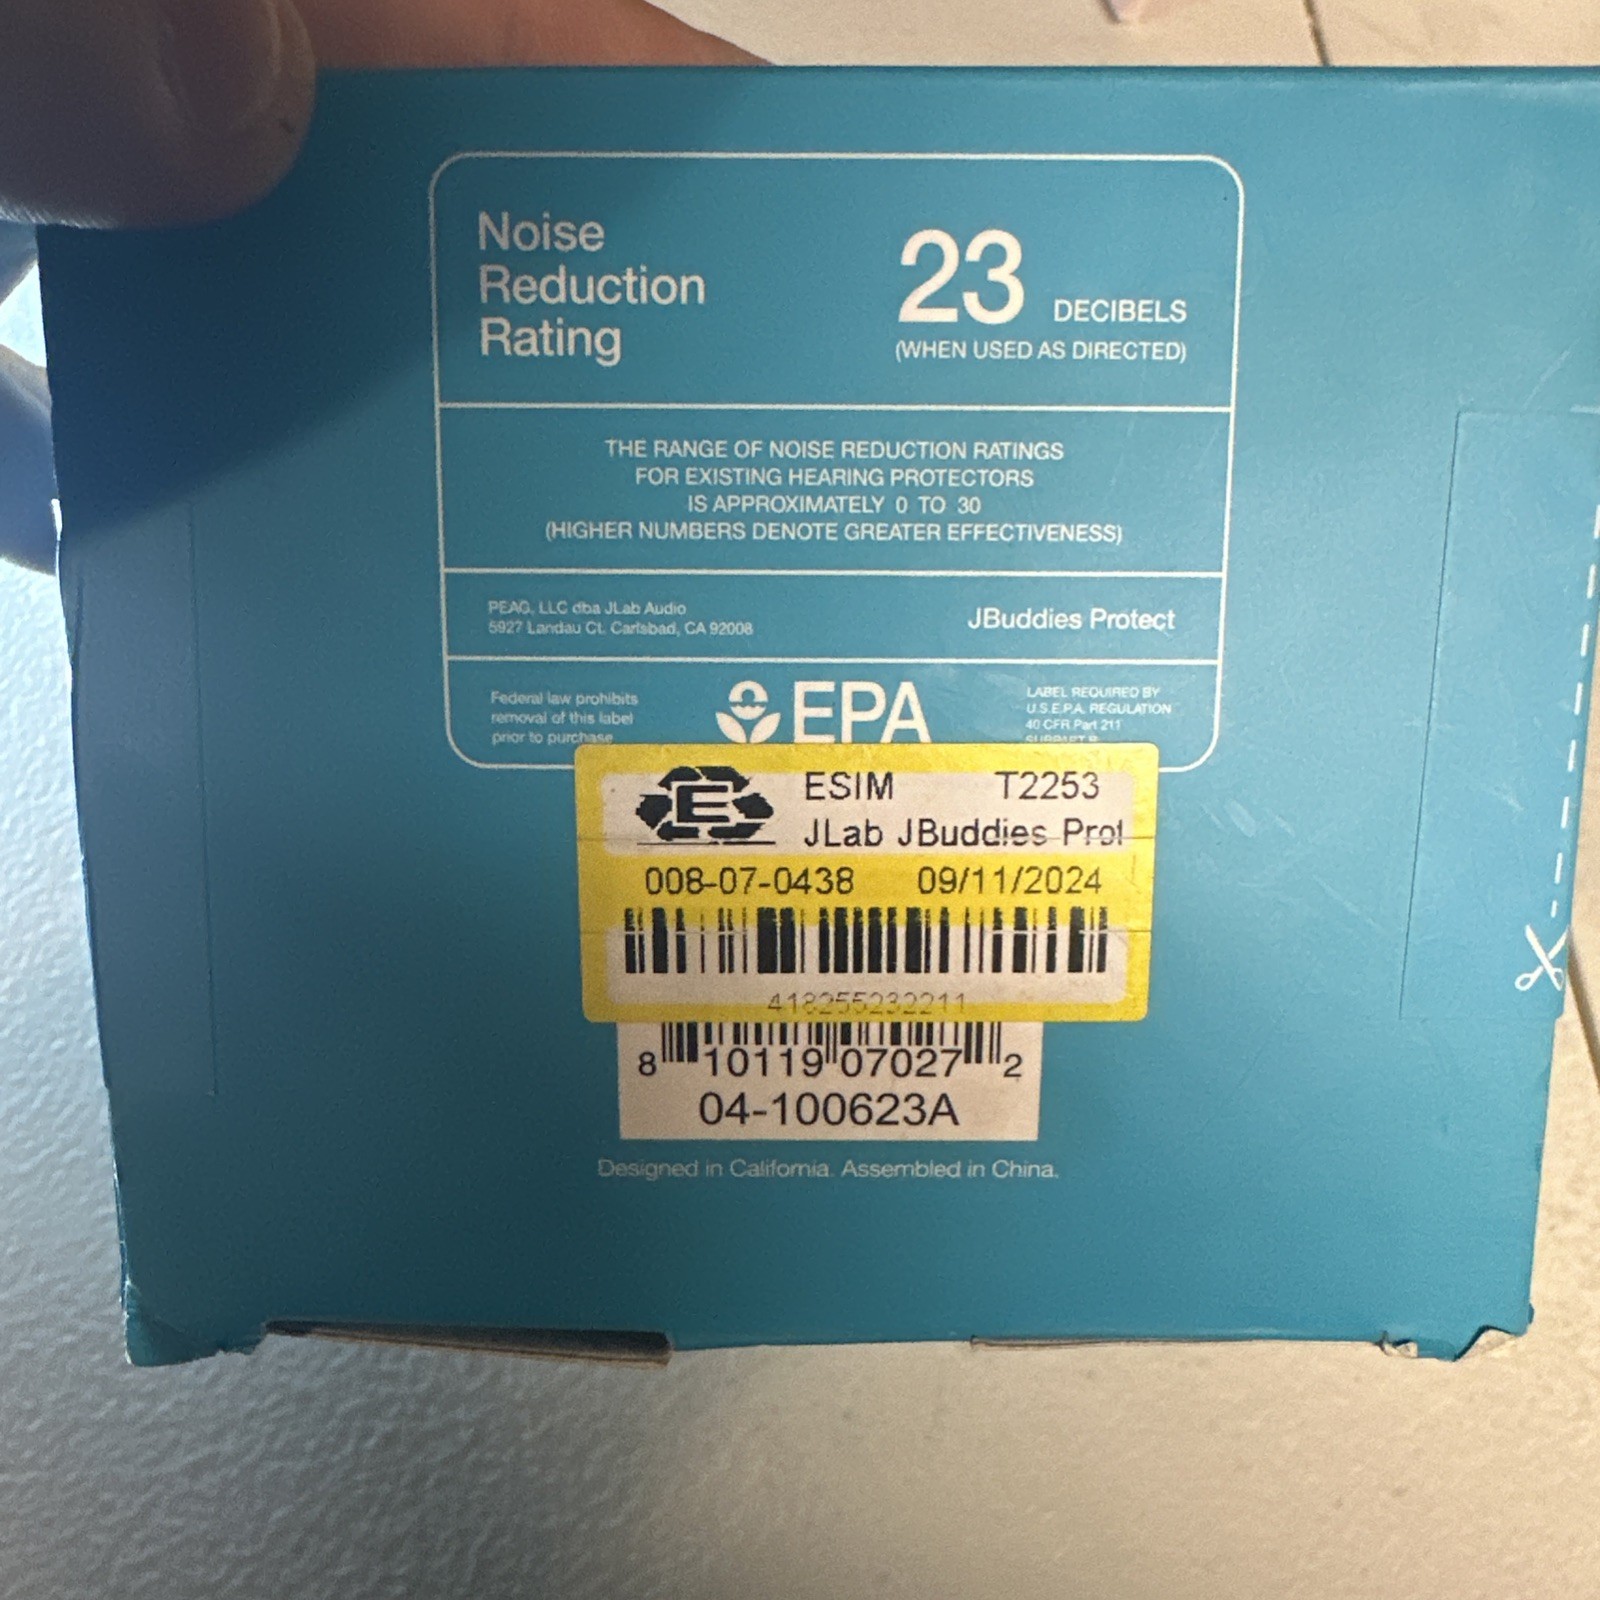 Noise
Reduction
Rating
23 DECIBELS
(WHEN USED AS DIRECTED)
THE RANGE OF NOISE REDUCTION RATINGS
FOR EXISTING HEARING PROTECTORS
IS APPROXIMATELY 0 TO 30
(HIGHER NUMBERS DENOTE GREATER EFFECTIVENESS)
PEAG, LLC dba JLab Audio
5927 Landau Ct. Carlsbad, CA 92008
JBuddies Protect
Federal law prohibits
removal of this label
prior to purchase
EPA
LABEL REQUIRED BY
U.S.E.P.A. REGULATION
40 CFR Part 211
SUBPART B
E
ESIM T2253
JLab JBuddies Prot
008-07-0438 09/11/2024
418255232211
8 10119 07027 2
04-100623A
Designed in California. Assembled in China.